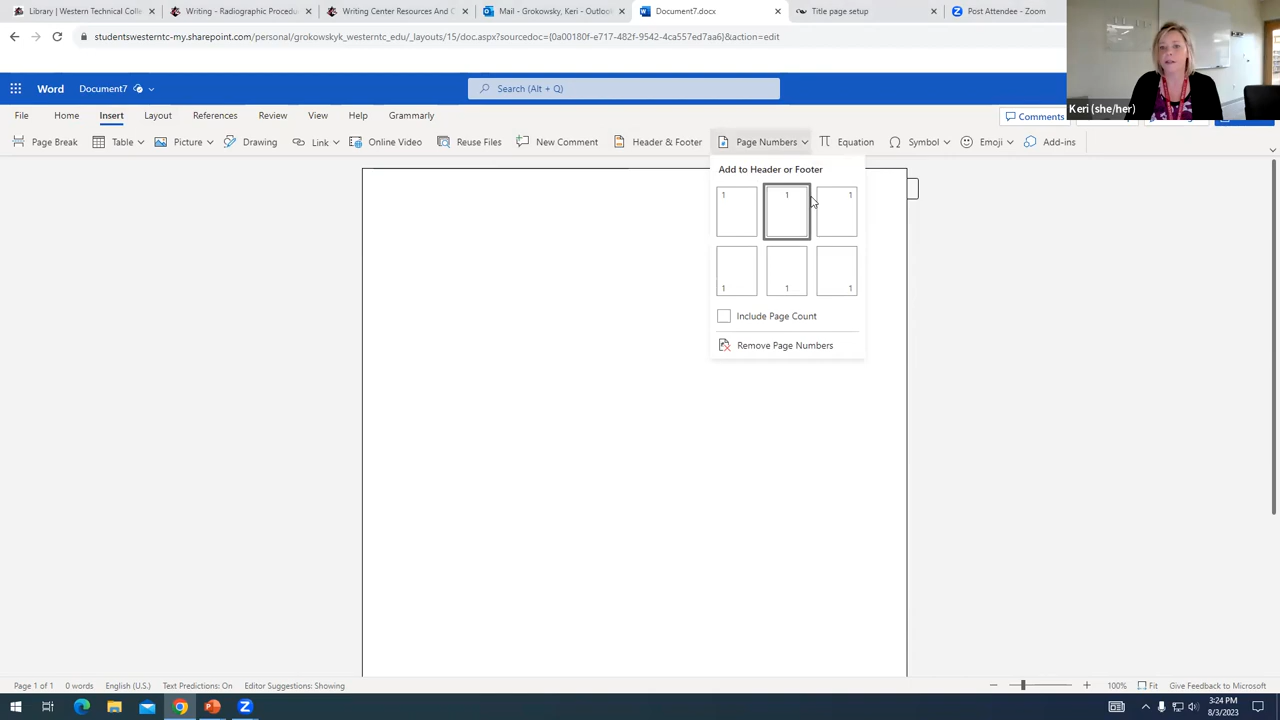 Library | Western Technical Colle
Writing - Radiographic Procedu
Writing Center Resources And C
Mail - Grokowsky, Keri - Outlook
Document7.docx
Title page setup
Post Attendee - Zoom
studentswesterntc-my.sharepoint.com/personal/grokowskyk_westerntc_edu/_layouts/15/doc.aspx?sourcedoc={0a00180f-e717-482f-9542-4ca557ed7aa6}&action=edit
Keri (she/her)
Word Document7
Search (Alt + Q)
File Home Insert Layout References Review View Help Grammarly
Comments
Page Break Table Picture Drawing Link Online Video Reuse Files New Comment Header & Footer Page Numbers Equation Symbol Emoji Add-ins
Add to Header or Footer
1 1 1
1 1 1
Include Page Count
Remove Page Numbers
Page 1 of 1 0 words English (U.S.) Text Predictions: On Editor Suggestions: Showing 100% Fit Give Feedback to Microsoft
3:24 PM
8/3/2023